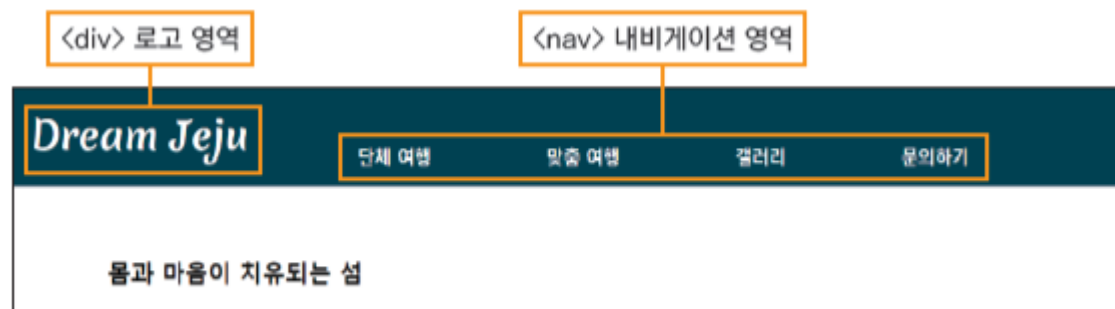 <div> 로고 영역
<nav> 내비게이션 영역
Dream Jeju
단체 여행 맞춤 여행 갤러리 문의하기
몸과 마음이 치유되는 섬